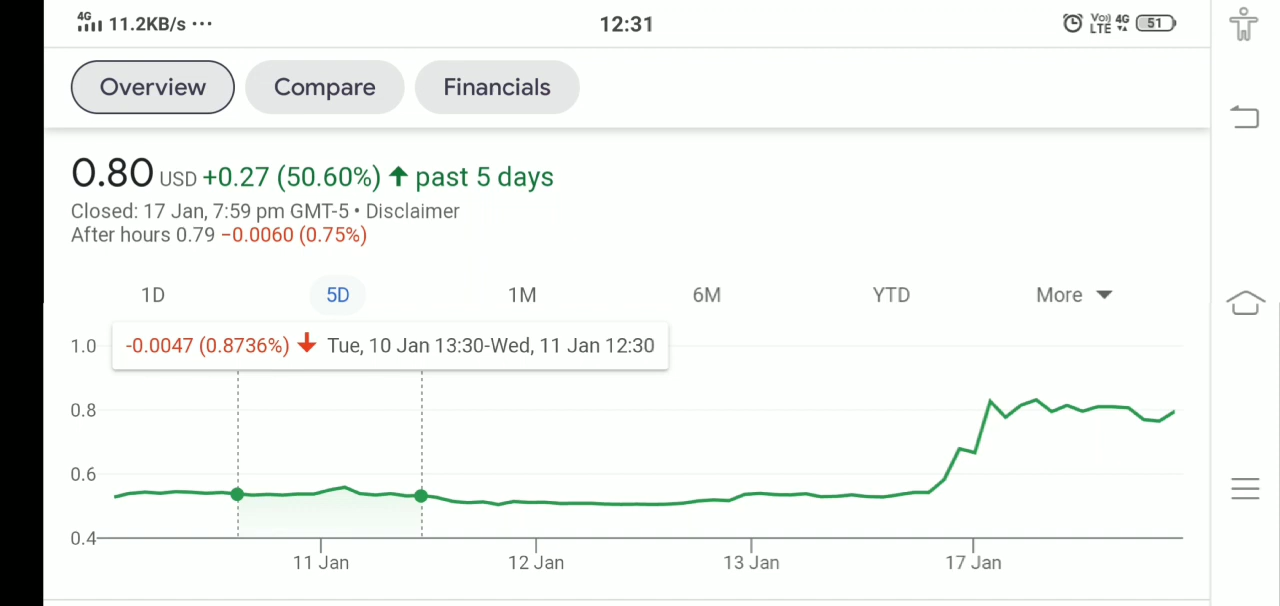 4G 11.2KB/s ··· 12:31 Vo) LTE 4G 51
Overview Compare Financials
0.80 USD +0.27 (50.60%) ↑ past 5 days
Closed: 17 Jan, 7:59 pm GMT-5 • Disclaimer
After hours 0.79 −0.0060 (0.75%)
1D 5D 1M 6M YTD More
-0.0047 (0.8736%) ↓ Tue, 10 Jan 13:30-Wed, 11 Jan 12:30
1.0
0.8
0.6
0.4
11 Jan 12 Jan 13 Jan 17 Jan